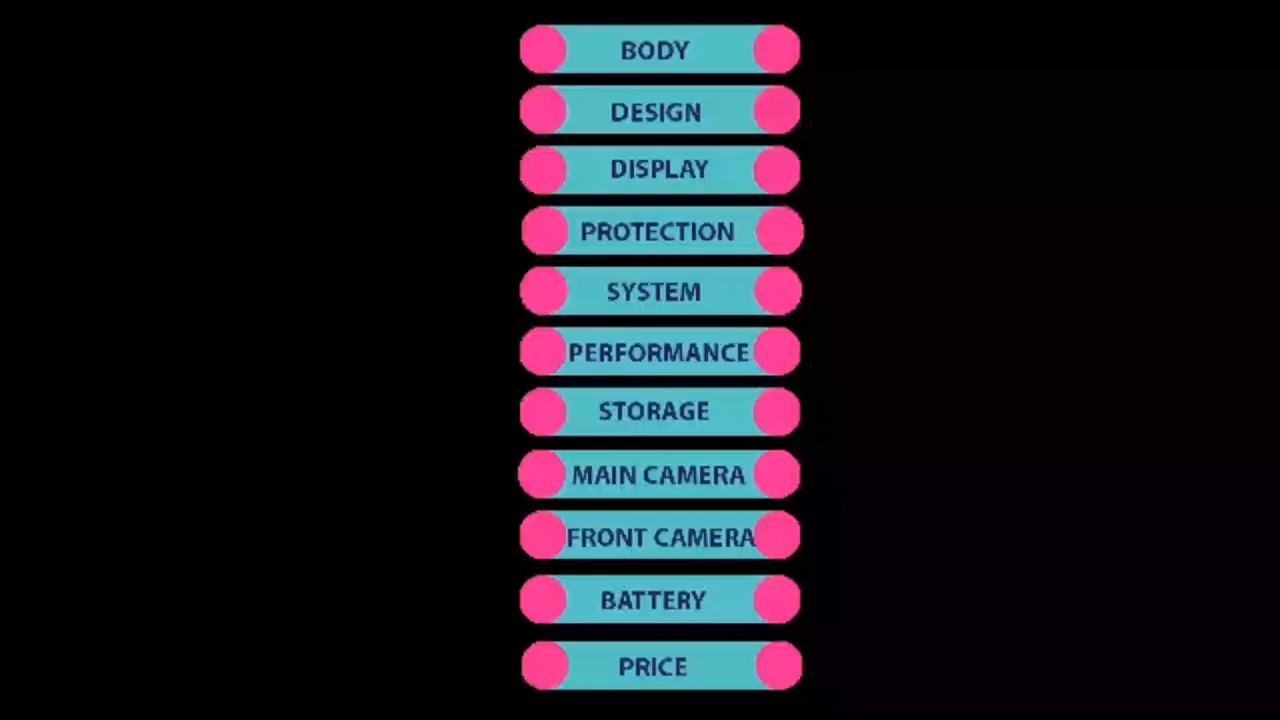 BODY
DESIGN
DISPLAY
PROTECTION
SYSTEM
PERFORMANCE
STORAGE
MAIN CAMERA
FRONT CAMERA
BATTERY
PRICE